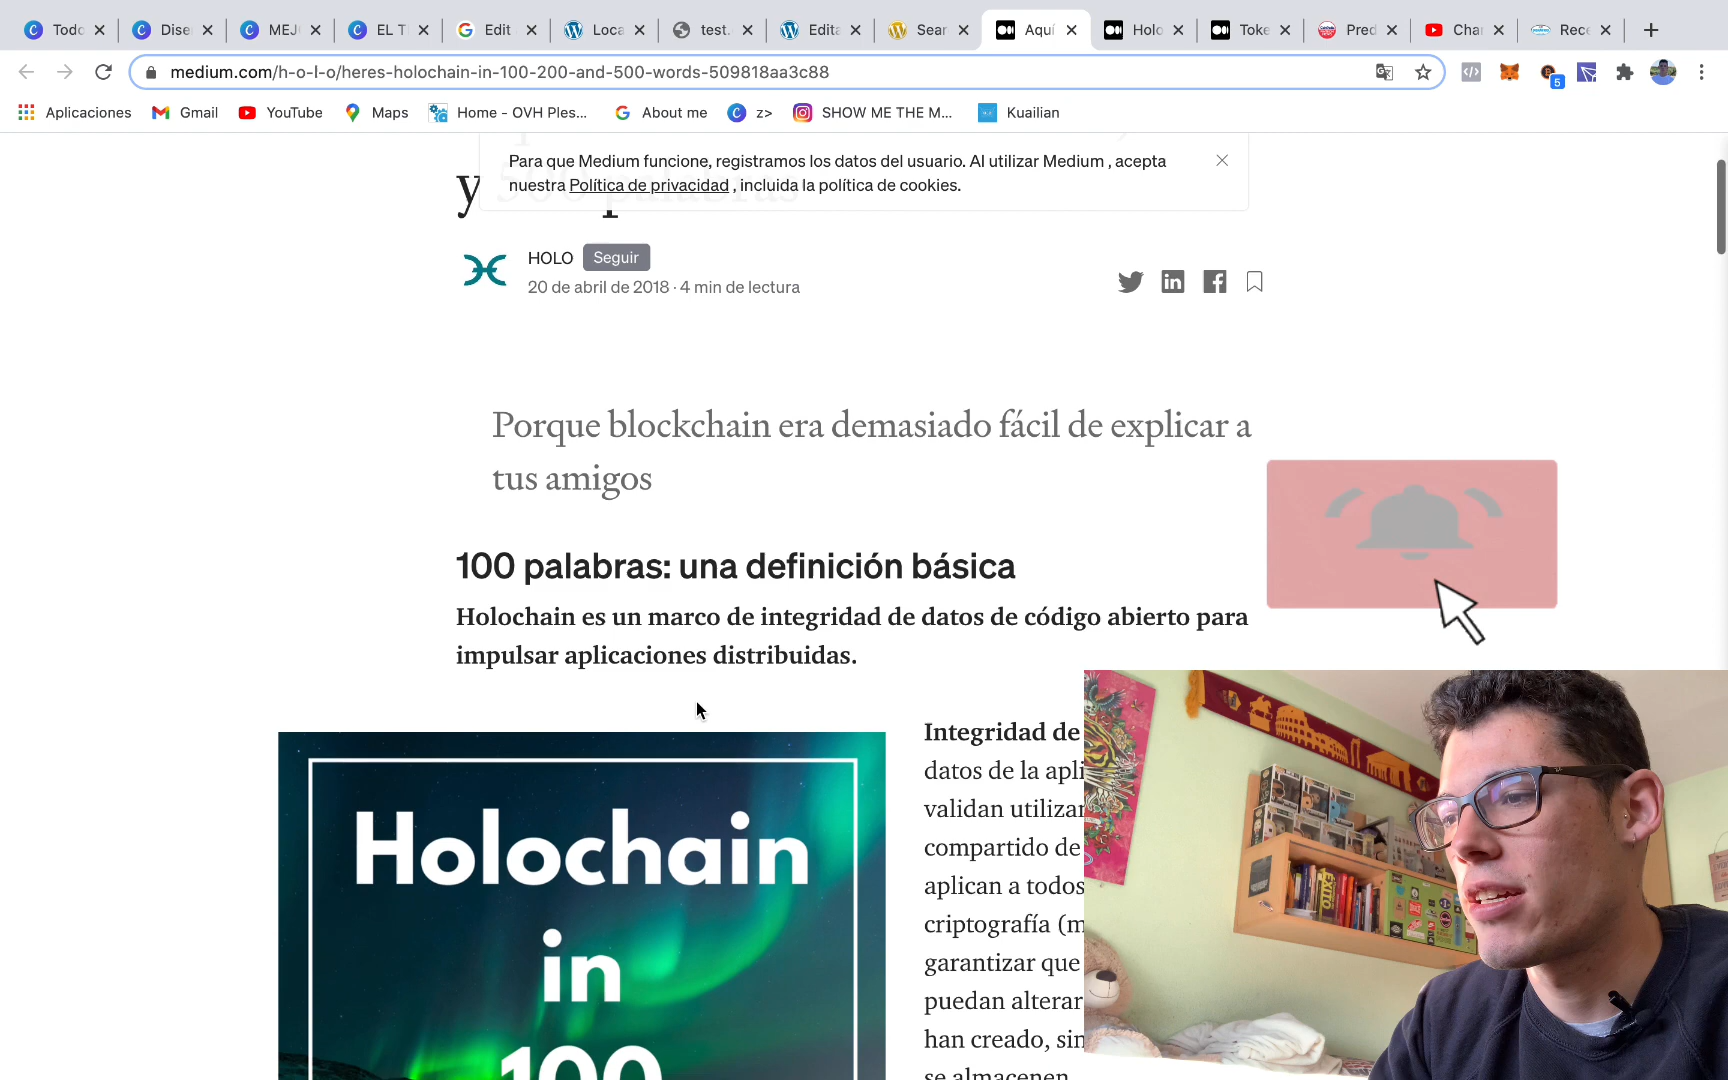 Todo
Dise
MEJ
EL T
Edit
Loca
test.
Edita
Sear
Aquí
Holo
Toke
Pred
Char
Rece
medium.com/h-o-l-o/heres-holochain-in-100-200-and-500-words-509818aa3c88
5
Aplicaciones
Gmail
YouTube
Maps
Home - OVH Ples...
About me
z>
SHOW ME THE M...
Kuailian
Para que Medium funcione, registramos los datos del usuario. Al utilizar Medium , acepta
nuestra Política de privacidad , incluida la política de cookies.
y 500 palabras
HOLO Seguir
20 de abril de 2018 · 4 min de lectura
Porque blockchain era demasiado fácil de explicar a
tus amigos
100 palabras: una definición básica
Holochain es un marco de integridad de datos de código abierto para
impulsar aplicaciones distribuidas.
Holochain
in
100
Integridad de
datos de la apli
validan utilizar
compartido de
aplican a todos
criptografía (m
garantizar que
puedan alterar
han creado, sin
se almacenen